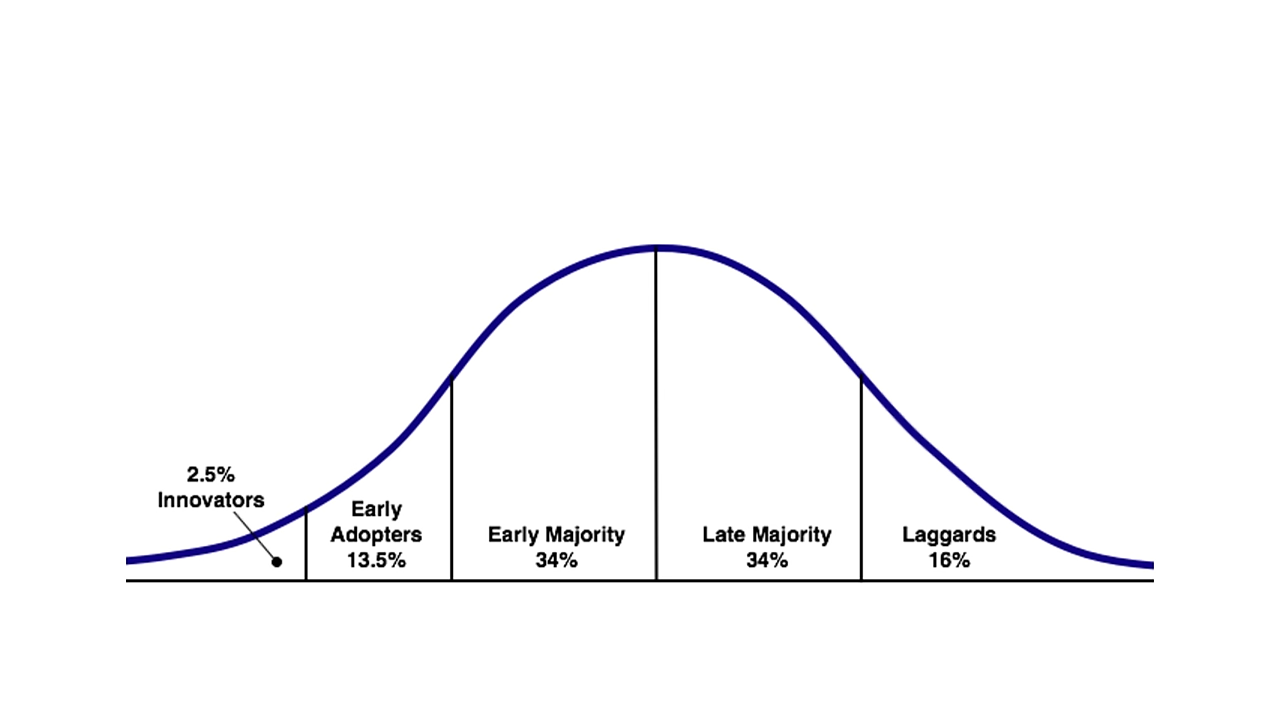 2.5%
Innovators
Early
Adopters
13.5%
Early Majority
34%
Late Majority
34%
Laggards
16%